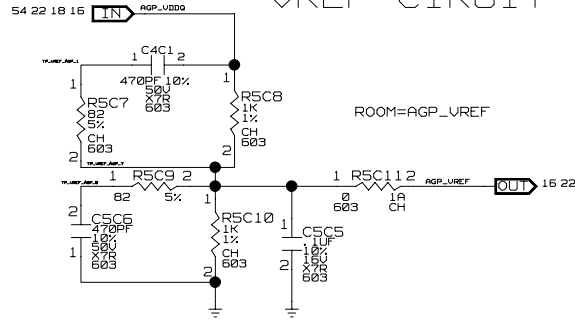 VREF CIRUIT
54 22 18 16 IN AGP_VDDQ
C4C1
1 2
470PF 10%
50V
X7R
603
TP_VREF_AGP_1
1
R5C7
82
5%
CH
603
2
1
R5C8
1K
1%
CH
603
2
ROOM=AGP_VREF
TP_VREF_AGP_7
1 R5C9 2
82 5%
2
C5C6
470PF
10%
50V
X7R
603
1
1
R5C10
1K
1%
CH
603
2
1
C5C5
.1UF
10%
16V
X7R
603
2
1 R5C11 2
0 1A
603 CH
AGP_VREF
OUT 16 22